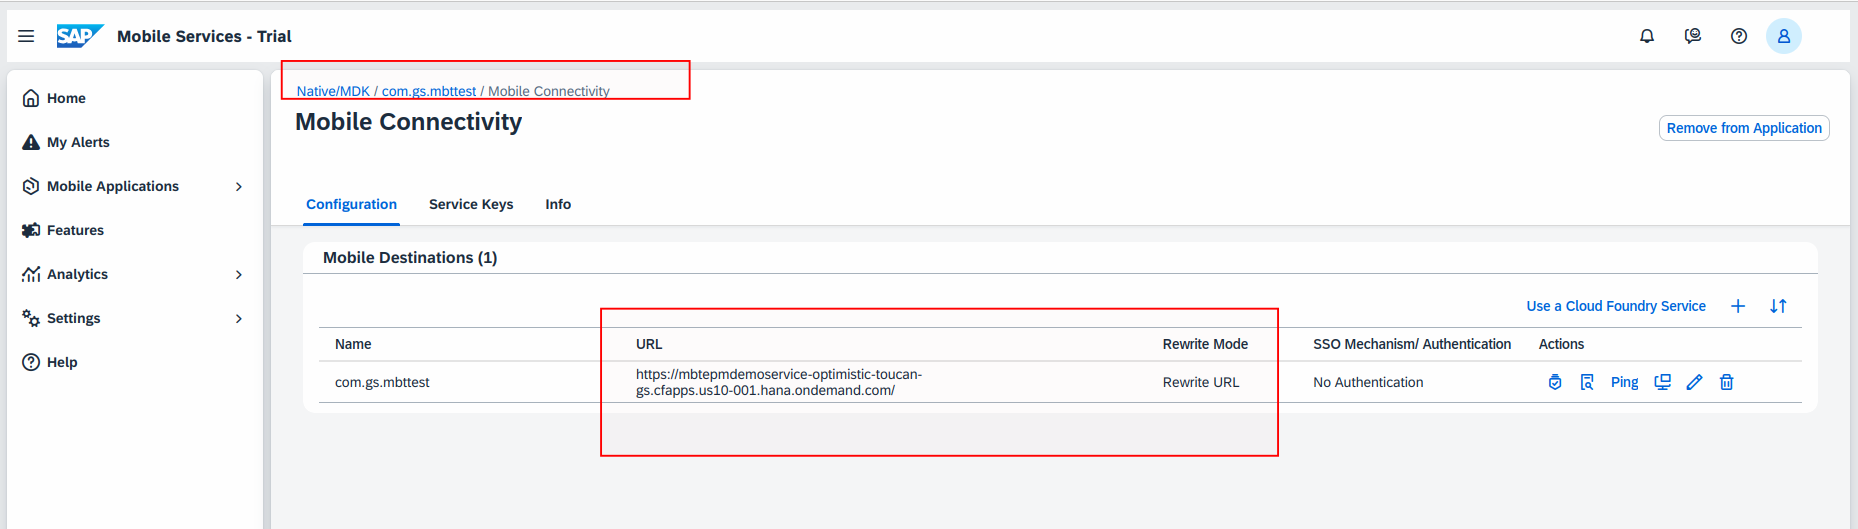 SAP Mobile Services - Trial
Home
My Alerts
Mobile Applications
Features
Analytics
Settings
Help
Native/MDK / com.gs.mbttest / Mobile Connectivity
Mobile Connectivity
Remove from Application
Configuration Service Keys Info
Mobile Destinations (1)
Use a Cloud Foundry Service
Name URL Rewrite Mode SSO Mechanism/ Authentication Actions
com.gs.mbttest https://mbtepmdemoservice-optimistic-toucan- Rewrite URL No Authentication Ping
gs.cfapps.us10-001.hana.ondemand.com/